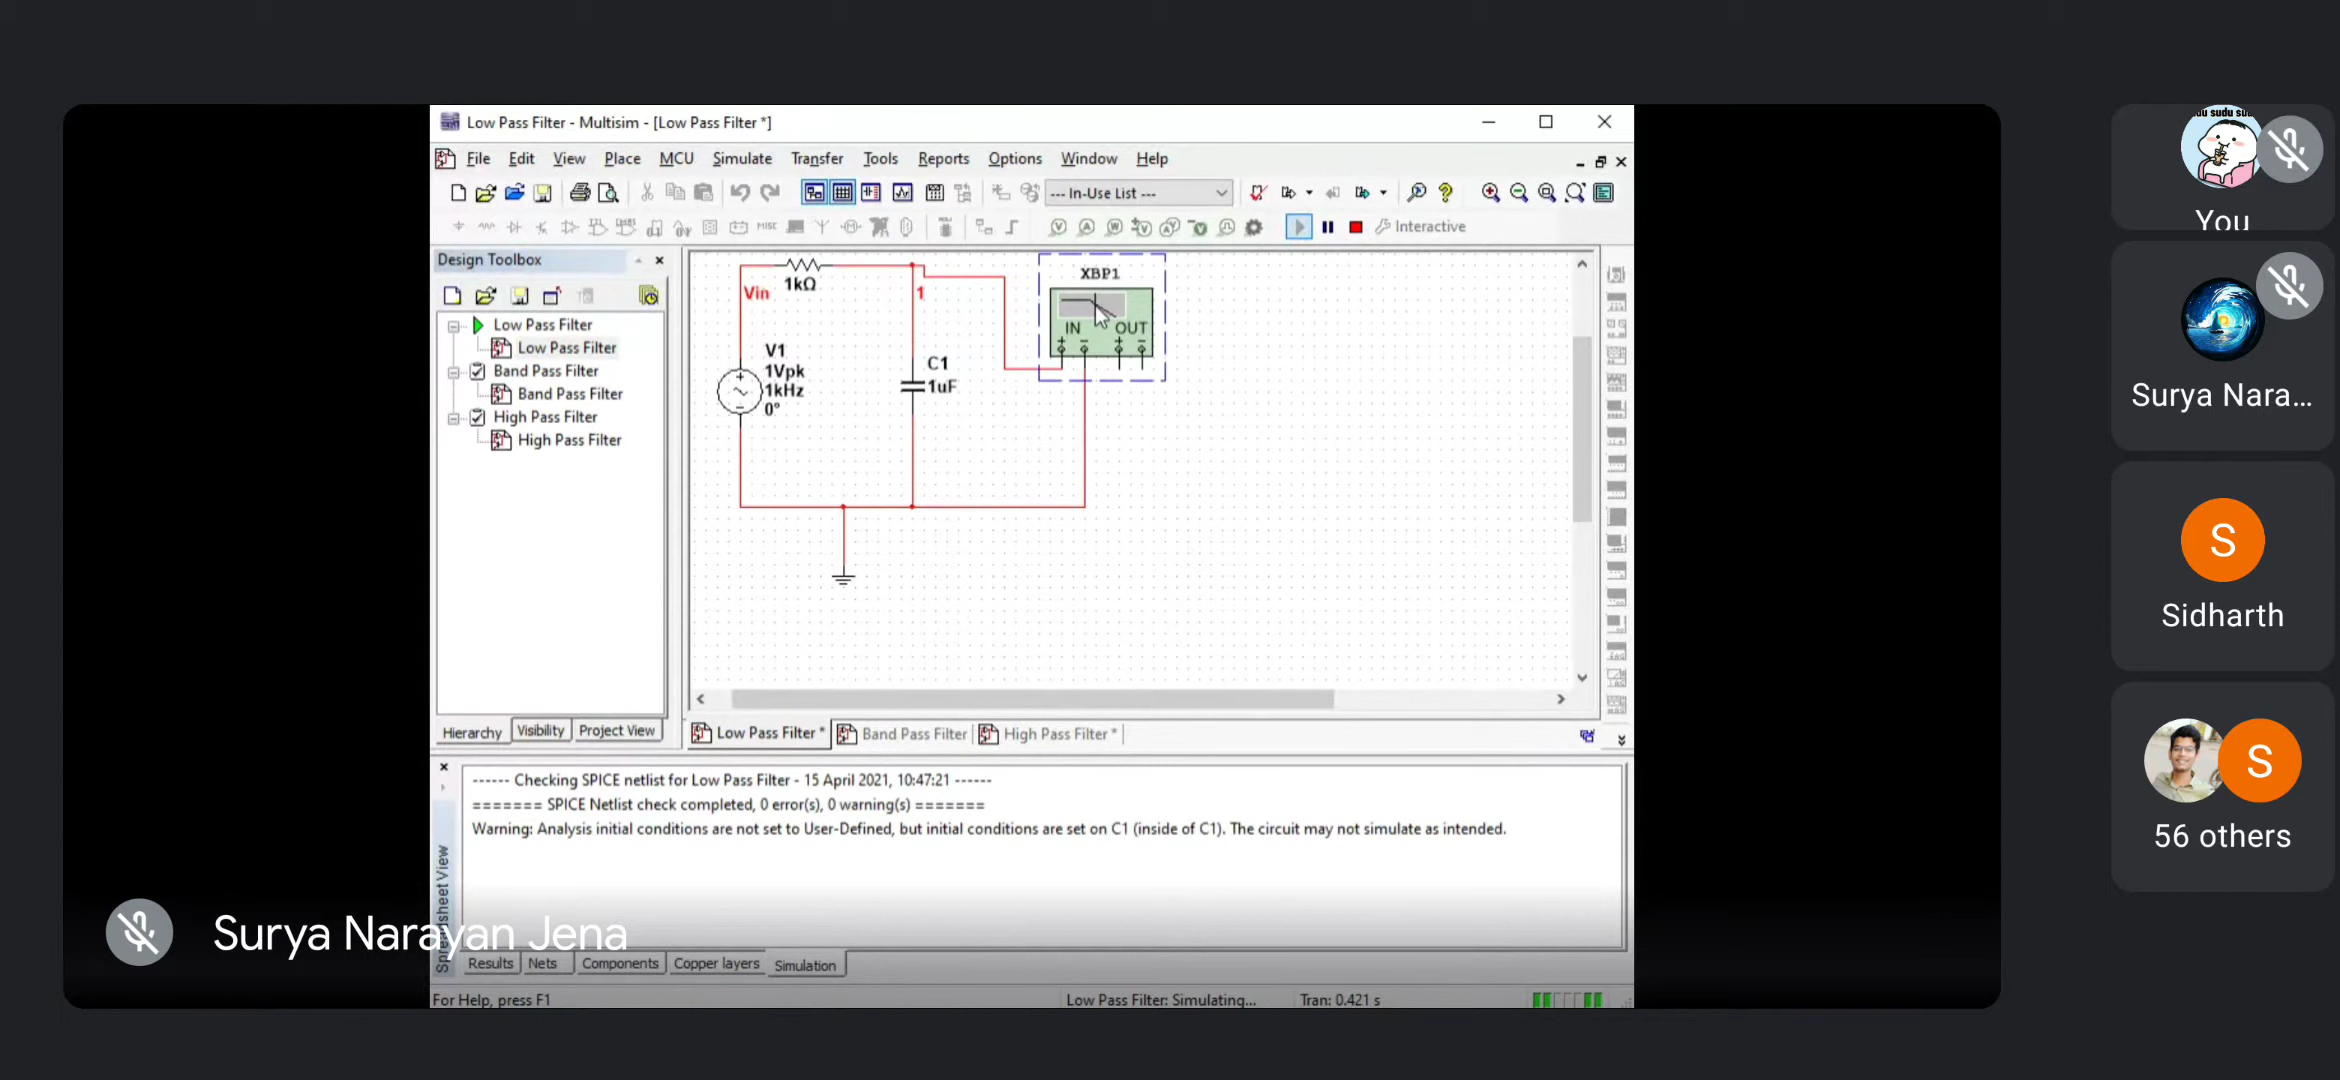 Low Pass Filter - Multisim - [Low Pass Filter *]
File Edit View Place MCU Simulate Transfer Tools Reports Options Window Help
--- In-Use List ---
MISC
Interactive
Design Toolbox
Low Pass Filter
Low Pass Filter
Band Pass Filter
Band Pass Filter
High Pass Filter
High Pass Filter
Hierarchy Visibility Project View
Vin
1kΩ
1
V1
1Vpk
1kHz
0°
C1
1uF
XBP1
IN OUT
Low Pass Filter * Band Pass Filter High Pass Filter *
------ Checking SPICE netlist for Low Pass Filter - 15 April 2021, 10:47:21 ------
======= SPICE Netlist check completed, 0 error(s), 0 warning(s) =======
Warning: Analysis initial conditions are not set to User-Defined, but initial conditions are set on C1 (inside of C1). The circuit may not simulate as intended.
Spreadsheet View
Results Nets Components Copper layers Simulation
For Help, press F1
Low Pass Filter: Simulating... Tran: 0.421 s
Surya Narayan Jena
You
Surya Nara...
S
Sidharth
S
56 others